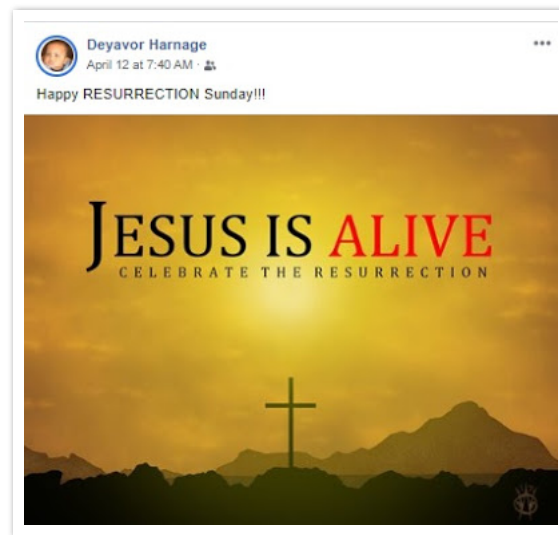 Deyavor Harnage
April 12 at 7:40 AM ·
Happy RESURRECTION Sunday!!!
JESUS IS ALIVE
CELEBRATE THE RESURRECTION